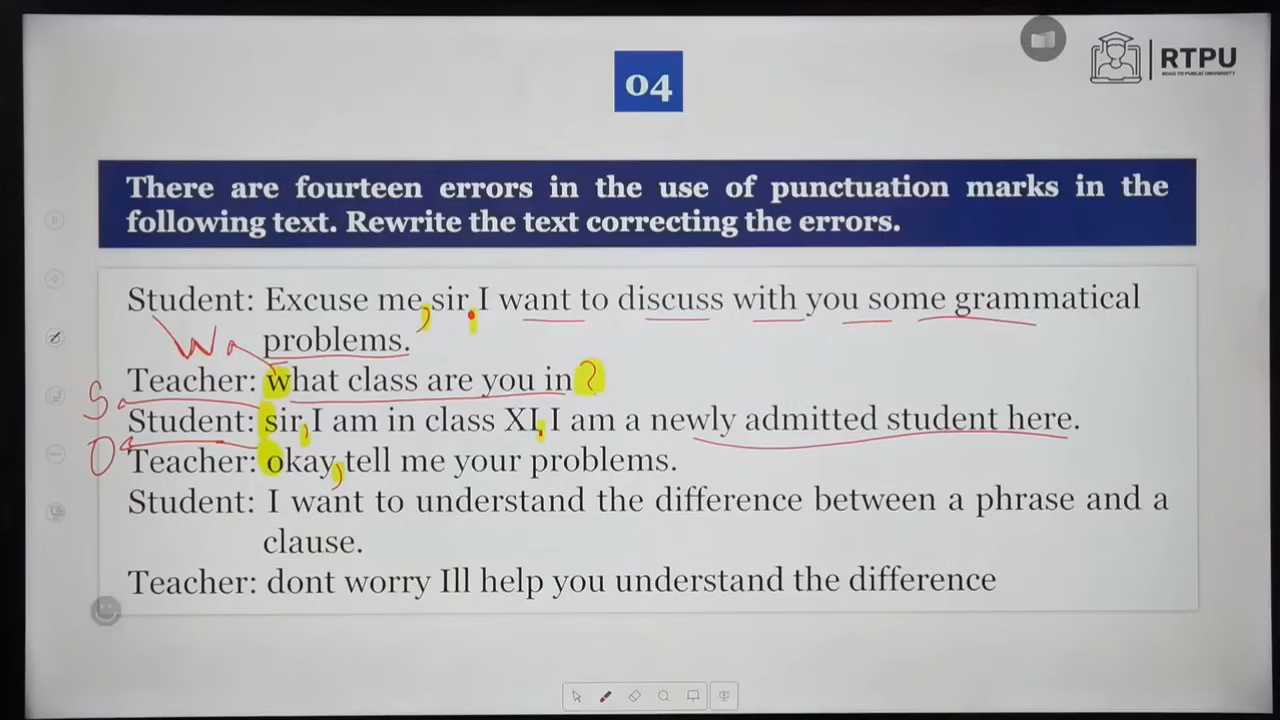 04
RTPU
ROAD TO PUBLIC UNIVERSITY
There are fourteen errors in the use of punctuation marks in the
following text. Rewrite the text correcting the errors.
Student: Excuse me, sir. I want to discuss with you some grammatical
problems.
W
Teacher: what class are you in ?
S
Student: sir, I am in class XI, I am a newly admitted student here.
O
Teacher: okay, tell me your problems.
Student: I want to understand the difference between a phrase and a
clause.
Teacher: dont worry Ill help you understand the difference